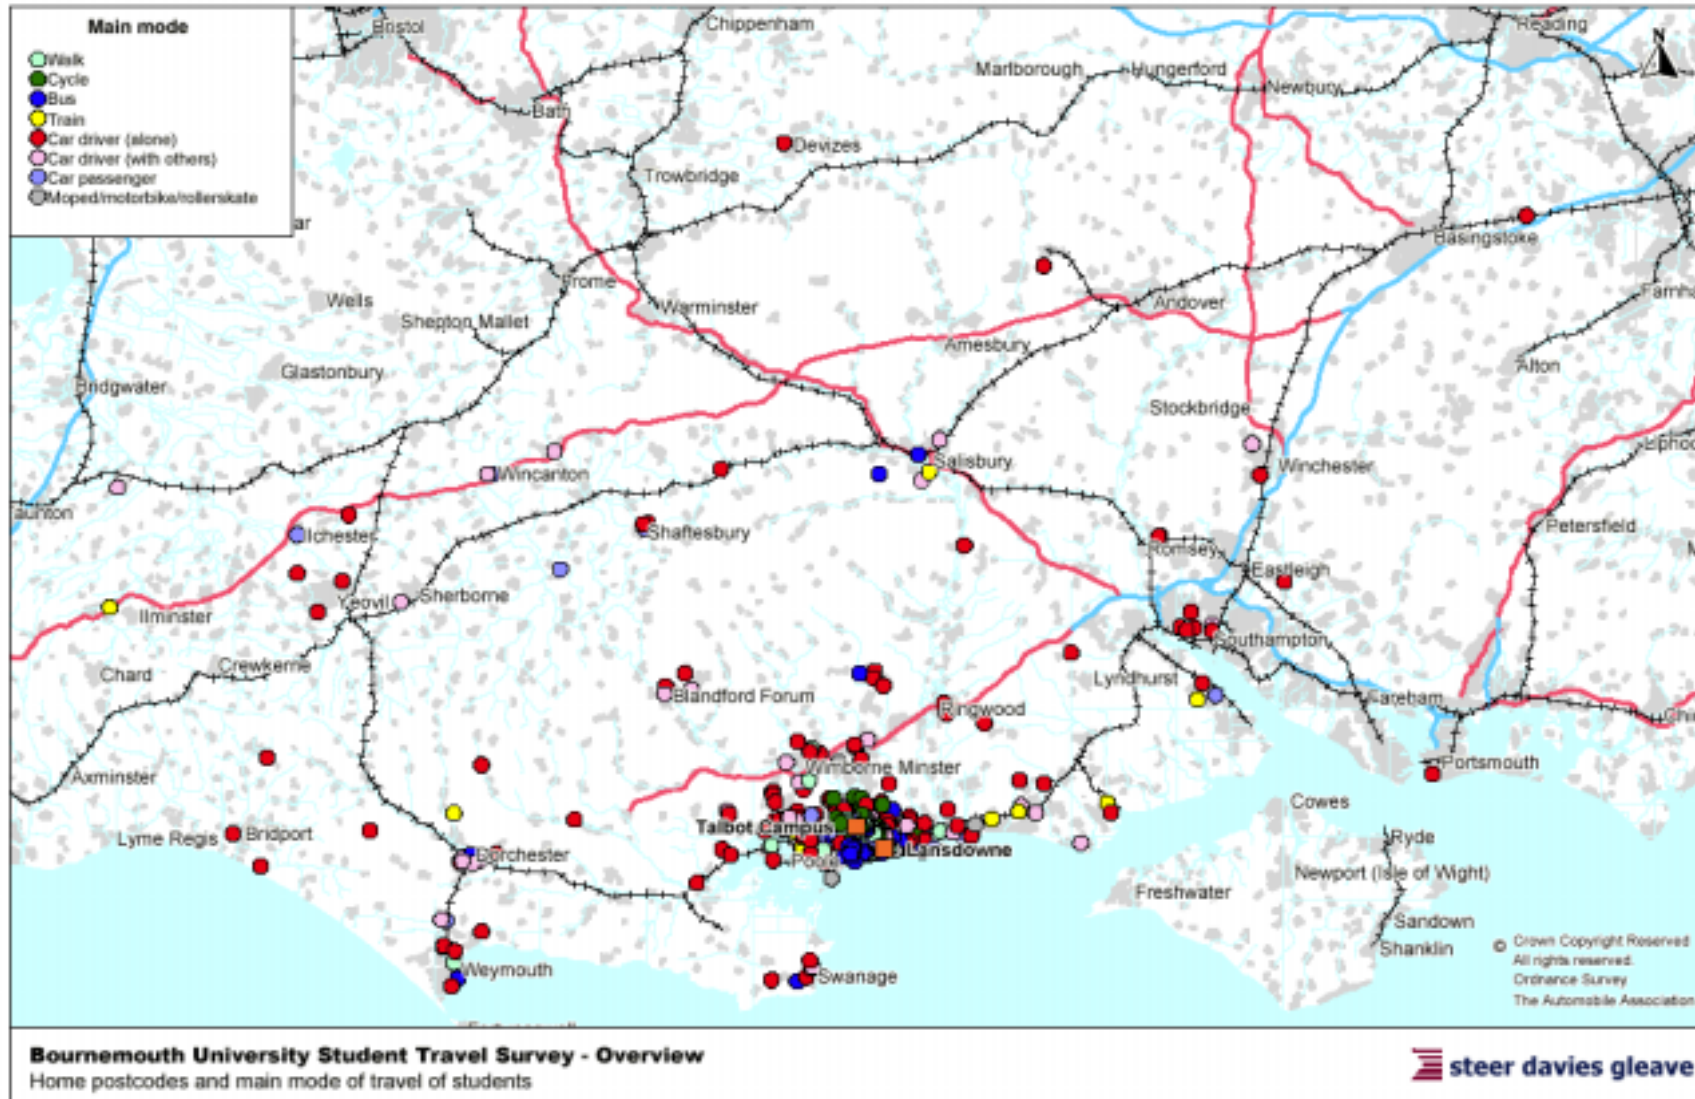 Main mode
Walk
Cycle
Bus
Train
Car driver (alone)
Car driver (with others)
Car passenger
Moped/motorbike/rollerskate
Bristol
Chippenham
Reading
N
Marlborough
Hungerford
Newbury
Bath
Devizes
Trowbridge
ar
Basingstoke
Frome
Wells
Warminster
Andover
Farnha
Shepton Mallet
Amesbury
Glastonbury
Alton
Bridgwater
Stockbridge
Liphoo
Salisbury
Winchester
Wincanton
aunton
Petersfield
Ilchester
Shaftesbury
Romsey
Eastleigh
Yeovil
Sherborne
Ilminster
Southampton
Crewkerne
Chard
Lyndhurst
Blandford Forum
Fareham
Ringwood
Chi
Portsmouth
Axminster
Wimborne Minster
Cowes
Talbot Campus
Lyme Regis
Bridport
Ryde
Dorchester
Poole
Lansdowne
Newport (Isle of Wight)
Freshwater
Sandown
Shanklin
Weymouth
Swanage
© Crown Copyright Reserved
All rights reserved.
Ordnance Survey
The Automobile Association
Bournemouth University Student Travel Survey - Overview
Home postcodes and main mode of travel of students
steer davies gleave